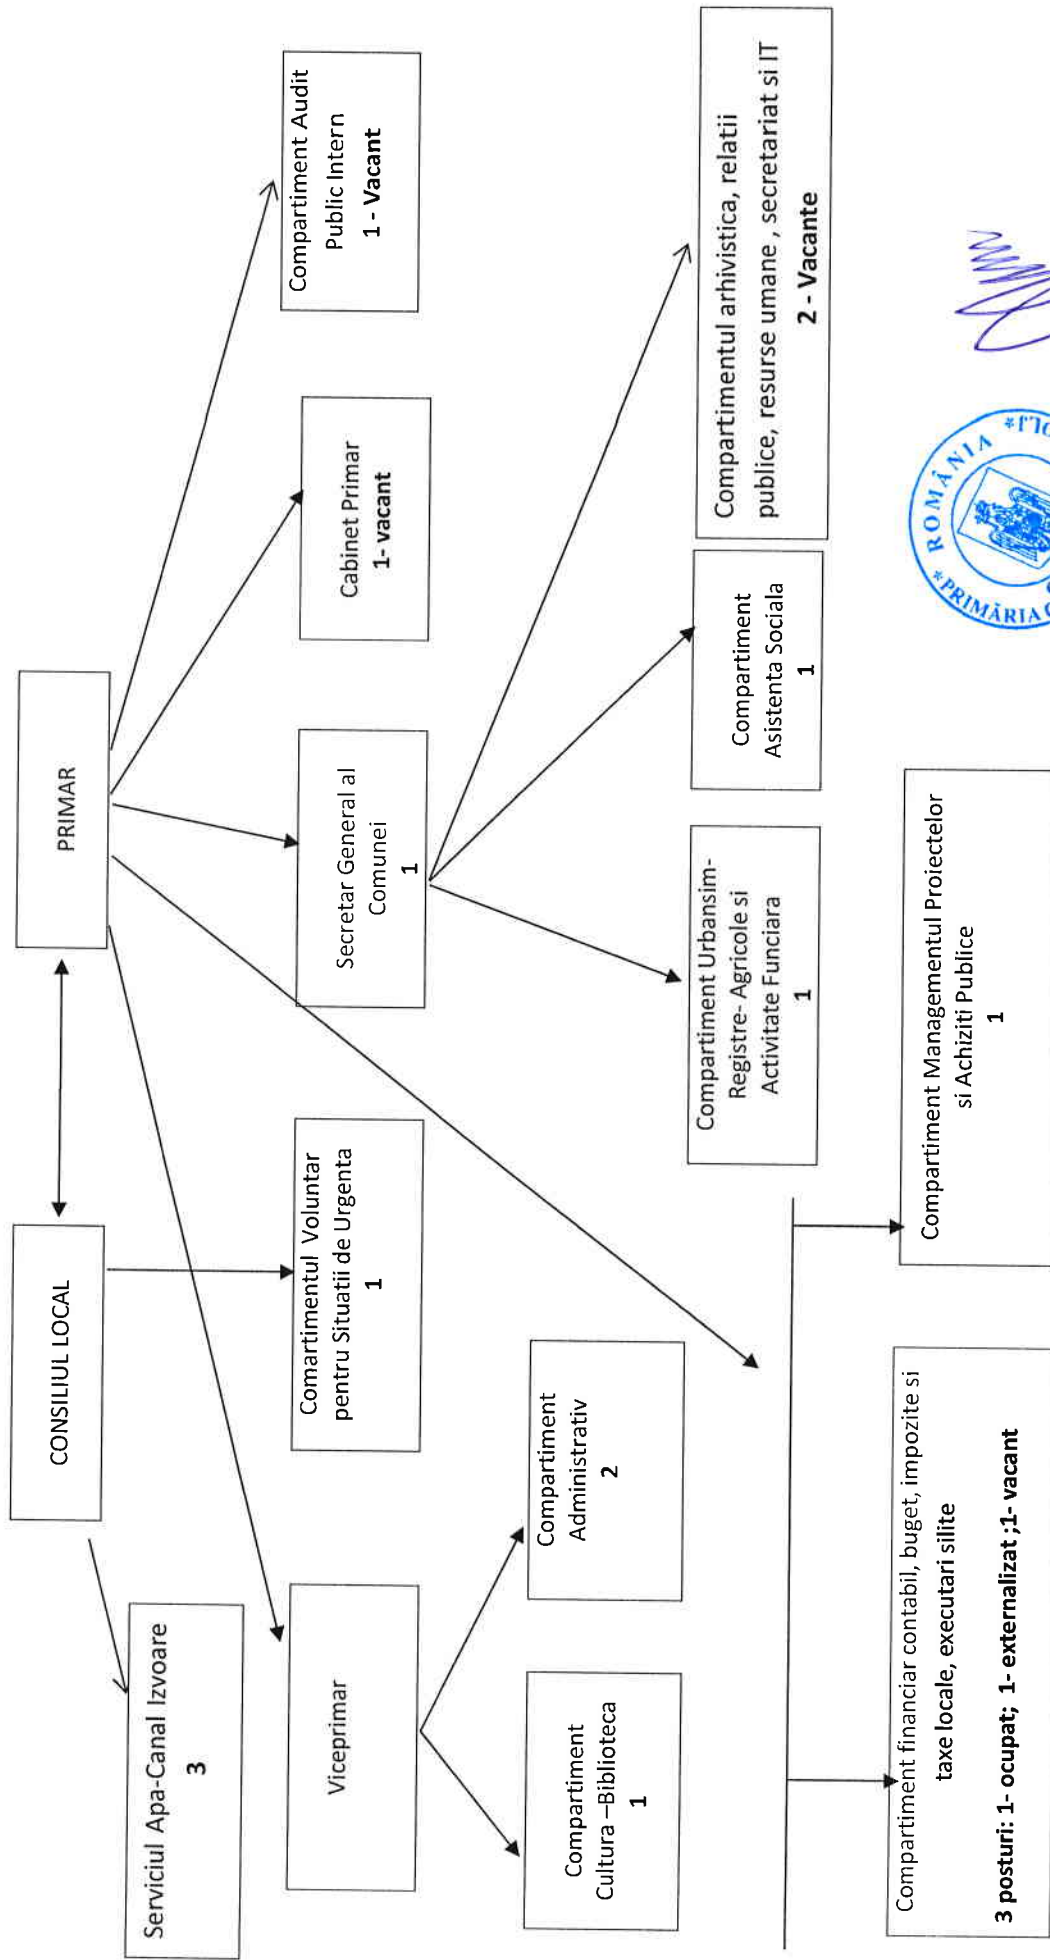 CONSILIUL LOCAL
PRIMAR
Serviciul Apa-Canal Izvoare
3
Viceprimar
Comartimentul Voluntar
pentru Situatii de Urgenta
1
Secretar General al
Comunei
1
Cabinet Primar
1- vacant
Compartiment Audit
Public Intern
1 - Vacant
Compartiment
Cultura –Biblioteca
1
Compartiment
Administrativ
2
Compartiment Urbansim-
Registre- Agricole si
Activitate Funciara
1
Compartiment
Asistenta Sociala
1
Compartimentul arhivistica, relatii
publice, resurse umane , secretariat si IT
2 - Vacante
Compartiment financiar contabil, buget, impozite si
taxe locale, executari silite
3 posturi: 1- ocupat; 1- externalizat ;1- vacant
Compartiment Managementul Proiectelor
si Achiziti Publice
1
* ROMÂNIA *
PRIMĂRIA